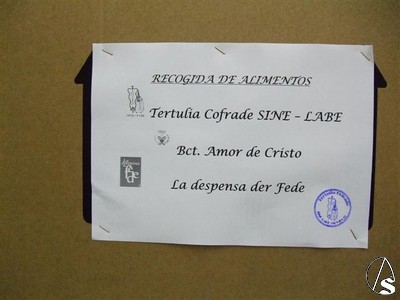 RECOGIDA DE ALIMENTOS
Tertulia Cofrade SINE - LABE
Bct. Amor de Cristo
La despensa der Fede